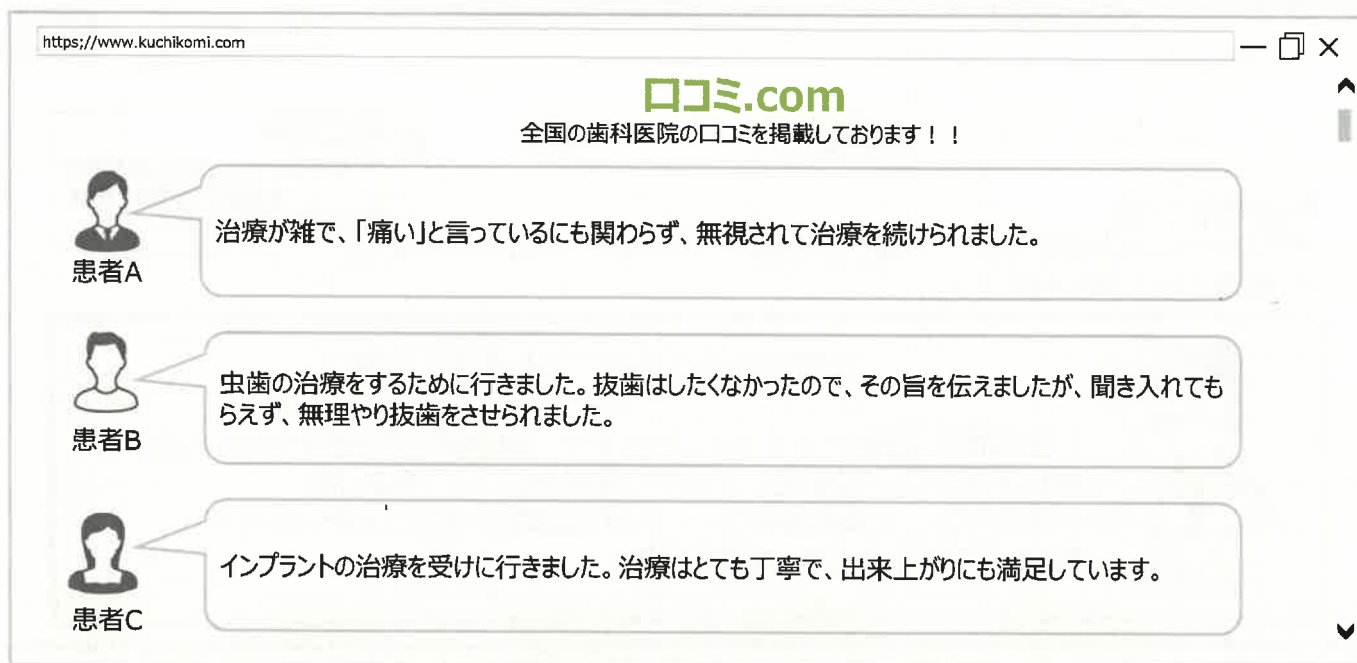 https;//www.kuchikomi.com
口コミ.com
全国の歯科医院の口コミを掲載しております！！
治療が雑で、「痛い」と言っているにも関わらず、無視されて治療を続けられました。
患者A
虫歯の治療をするために行きました。抜歯はしたくなかったので、その旨を伝えましたが、聞き入れても
らえず、無理やり抜歯をさせられました。
患者B
インプラントの治療を受けに行きました。治療はとても丁寧で、出来上がりにも満足しています。
患者C